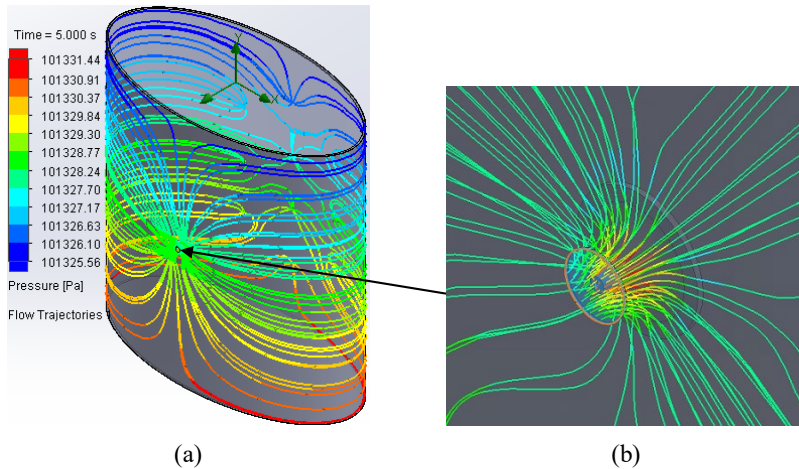 Time = 5.000 s
101331.44
101330.91
101330.37
101329.84
101329.30
101328.77
101328.24
101327.70
101327.17
101326.63
101326.10
101325.56
Pressure [Pa]
Flow Trajectories
Y
X
(a)
(b)